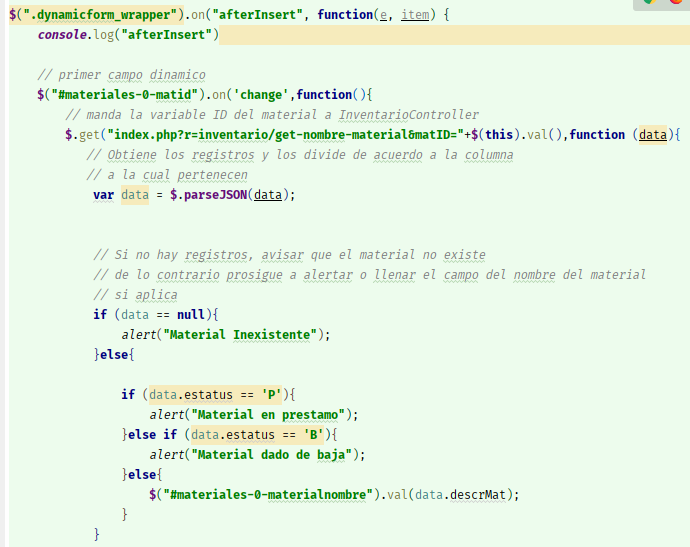 $(".dynamicform_wrapper").on("afterInsert", function(e, item) {
console.log("afterInsert")
// primer campo dinamico
$("#materiales-0-matid").on('change',function(){
// manda la variable ID del material a InventarioController
$.get("index.php?r=inventario/get-nombre-material&matID="+$(this).val(),function (data){
// Obtiene los registros y los divide de acuerdo a la columna
// a la cual pertenecen
var data = $.parseJSON(data);
// Si no hay registros, avisar que el material no existe
// de lo contrario prosigue a alertar o llenar el campo del nombre del material
// si aplica
if (data == null){
alert("Material Inexistente");
}else{
if (data.estatus == 'P'){
alert("Material en prestamo");
}else if (data.estatus == 'B'){
alert("Material dado de baja");
}else{
$("#materiales-0-materialnombre").val(data.descrMat);
}
}